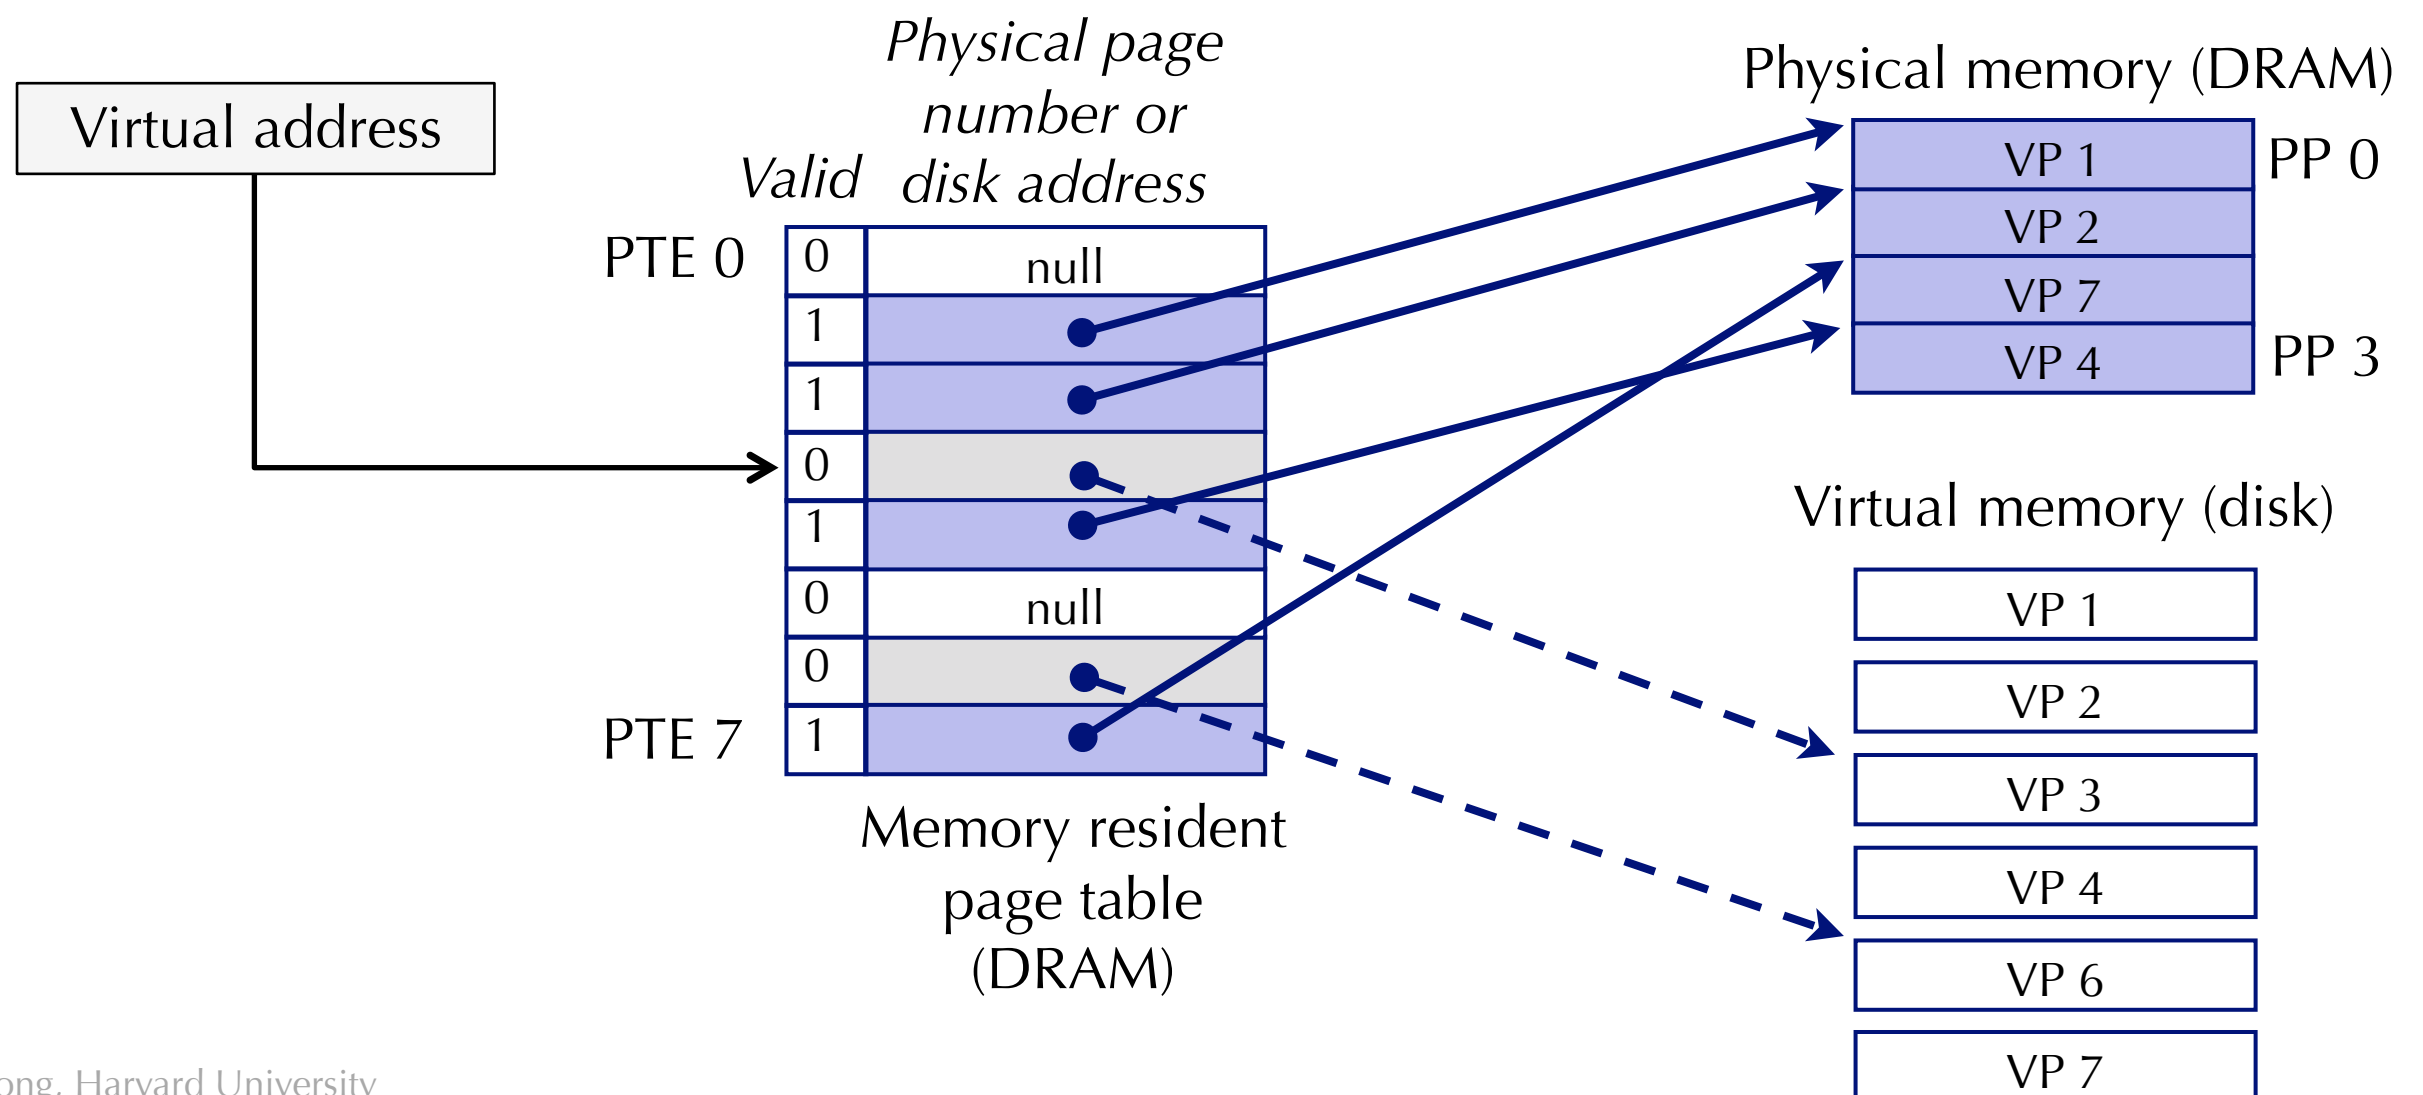 Virtual address
Physical page
number or
disk address
Valid
PTE 0
0
null
1
1
0
1
0
null
0
PTE 7
1
Memory resident
page table
(DRAM)
Physical memory (DRAM)
VP 1
PP 0
VP 2
VP 7
VP 4
PP 3
Virtual memory (disk)
VP 1
VP 2
VP 3
VP 4
VP 6
VP 7
Harvard University